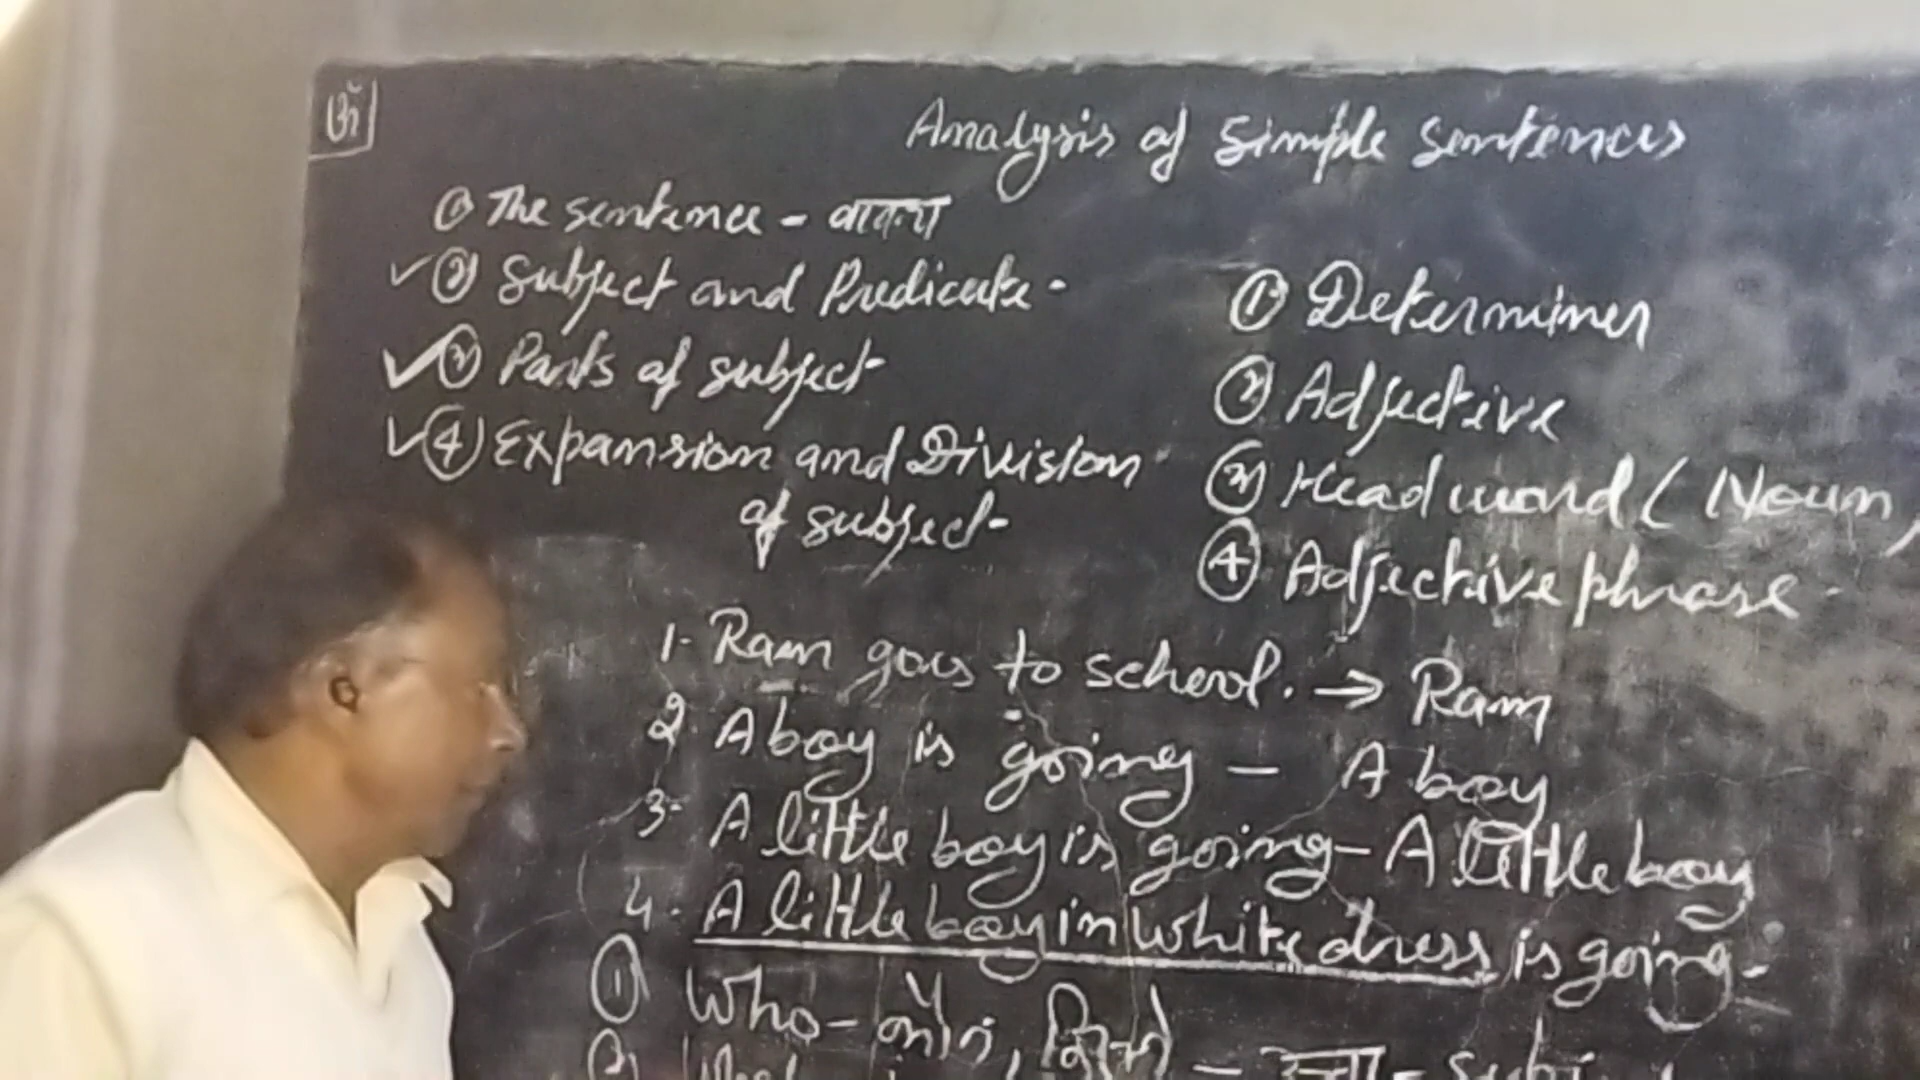 ॐ
Analysis of Simple Sentences
① The sentence - वाक्य
✓ ② Subject and Predicate -
✓ ③ Parts of subject -
✓ ④ Expansion and Division
of subject -
① Determiner
② Adjective
③ Head word (Noun)
④ Adjective phrase -
1- Ram goes to school. → Ram
2. A boy is going - A boy
3- A little boy is going - A little boy
4. A little boy in white dress is going -
① Who - कौन, किसने